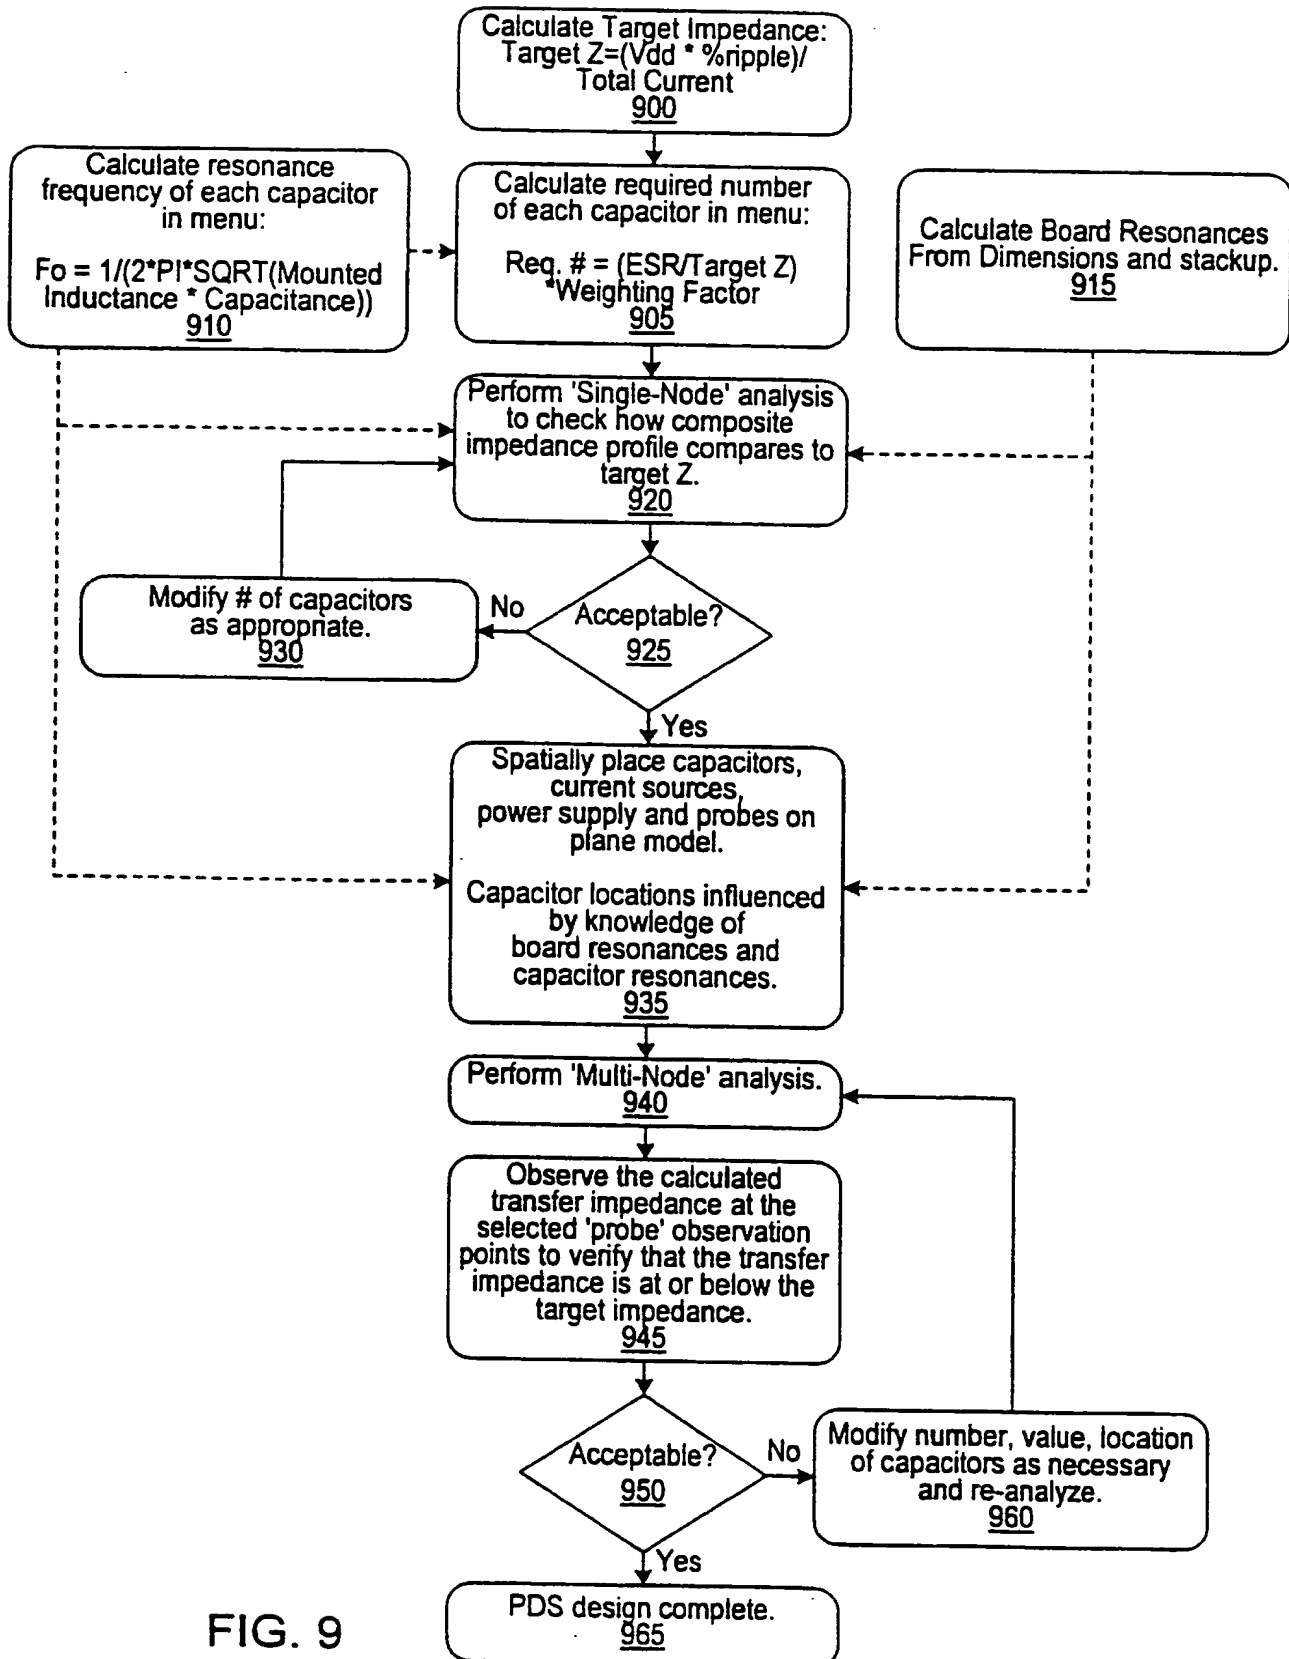 Calculate Target Impedance:
Target Z=(Vdd * %ripple)/
Total Current
900
Calculate resonance
frequency of each capacitor
in menu:
Fo = 1/(2*PI*SQRT(Mounted
Inductance * Capacitance))
910
Calculate required number
of each capacitor in menu:
Req. # = (ESR/Target Z)
*Weighting Factor
905
Calculate Board Resonances
From Dimensions and stackup.
915
Perform 'Single-Node' analysis
to check how composite
impedance profile compares to
target Z.
920
Modify # of capacitors
as appropriate.
930
No
Acceptable?
925
Yes
Spatially place capacitors,
current sources,
power supply and probes on
plane model.
Capacitor locations influenced
by knowledge of
board resonances and
capacitor resonances.
935
Perform 'Multi-Node' analysis.
940
Observe the calculated
transfer impedance at the
selected 'probe' observation
points to verify that the transfer
impedance is at or below the
target impedance.
945
Acceptable?
950
No
Modify number, value, location
of capacitors as necessary
and re-analyze.
960
Yes
PDS design complete.
965
FIG. 9